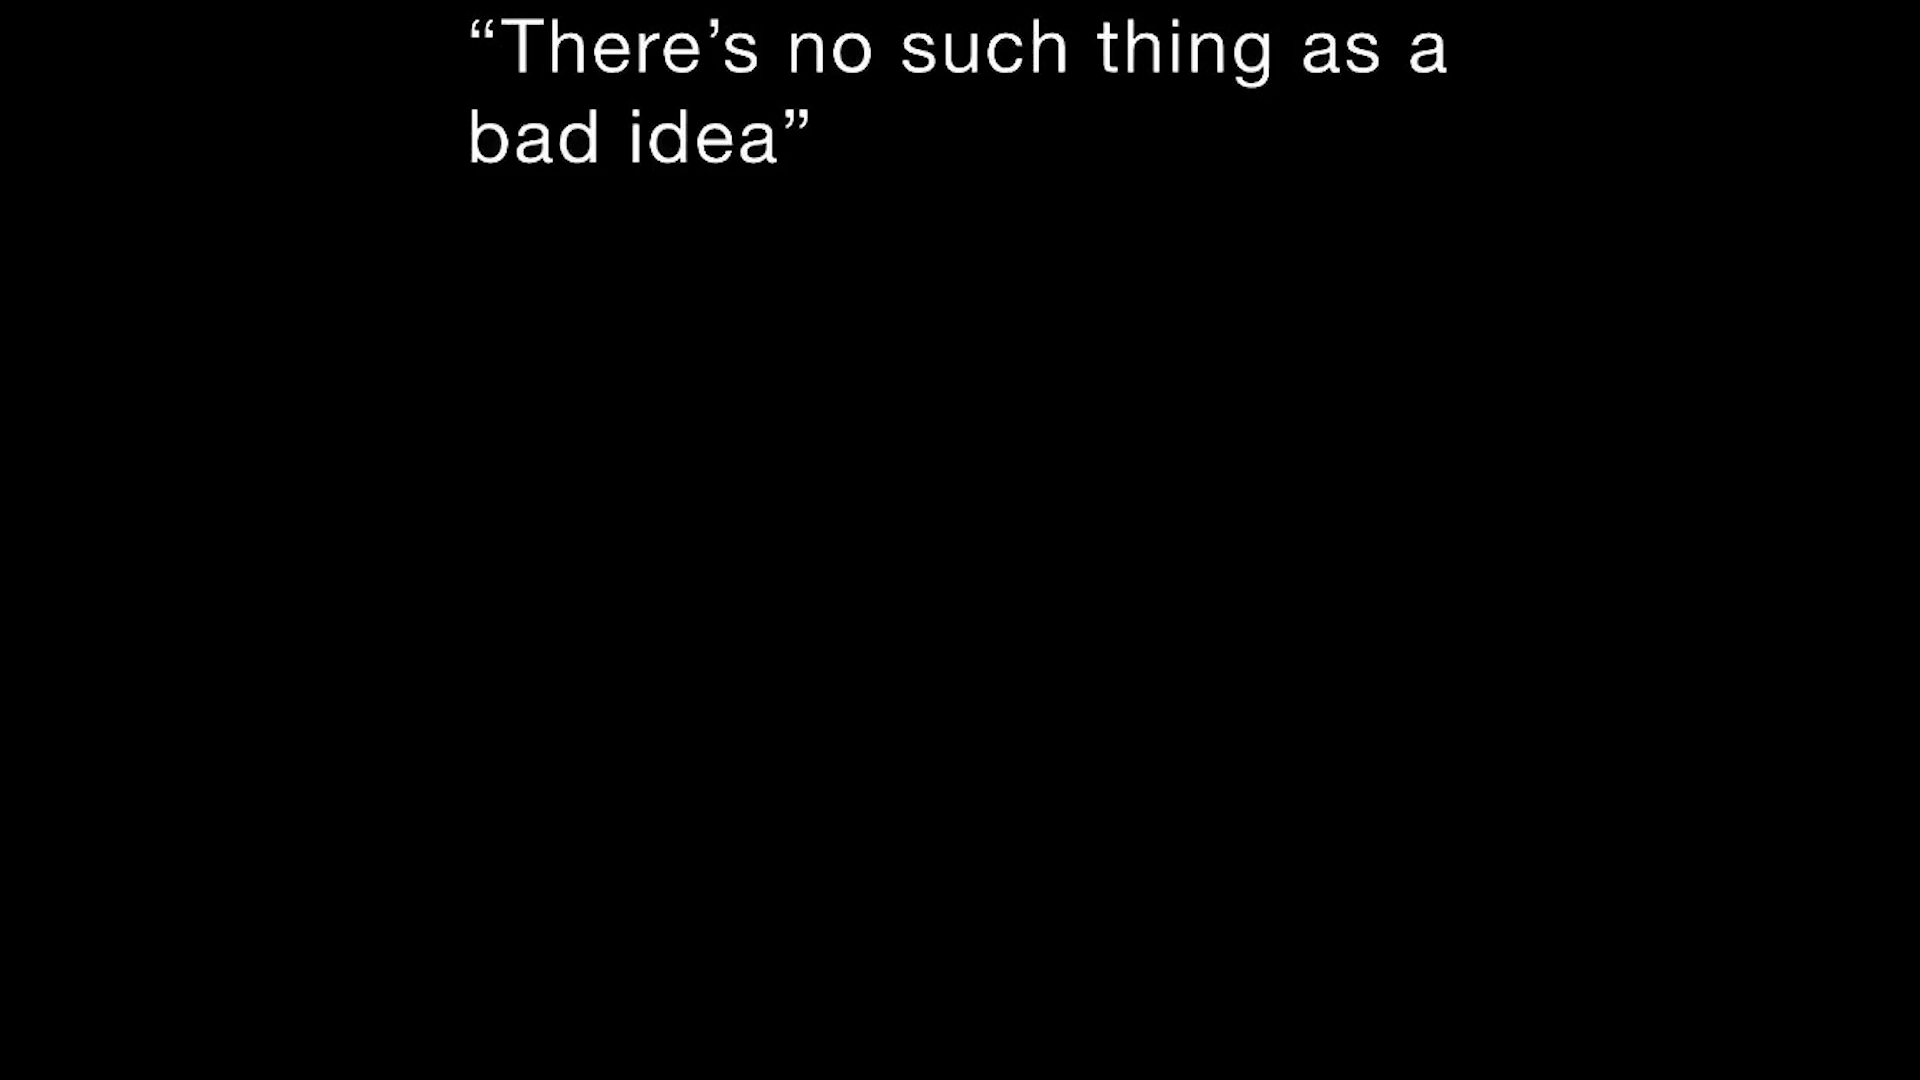 “There’s no such thing as a
bad idea”